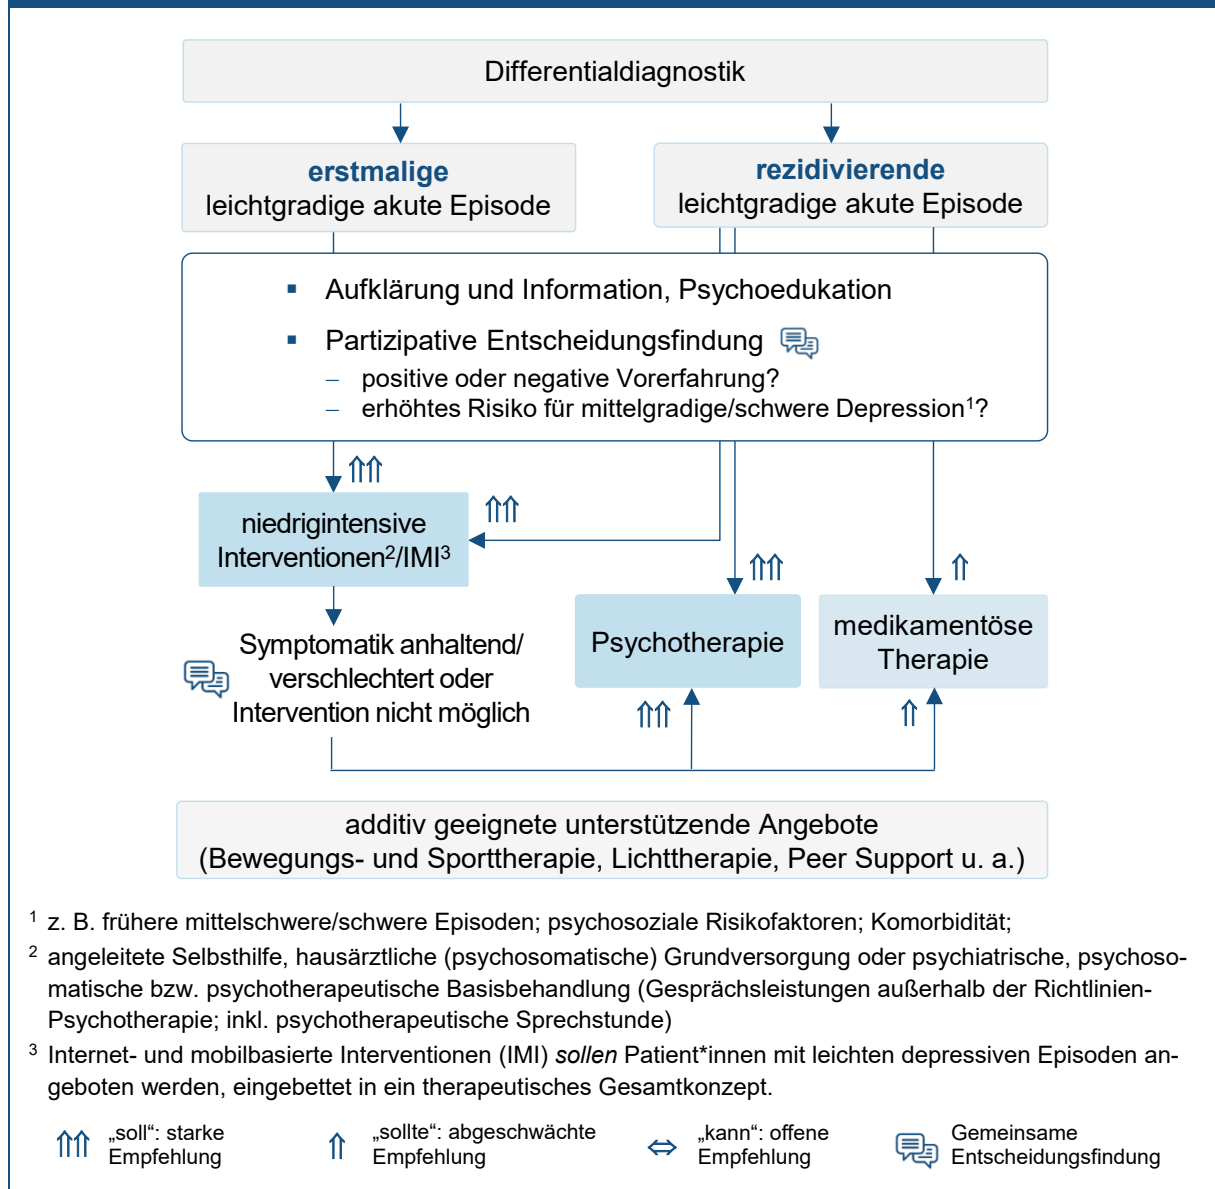 Differentialdiagnostik
erstmalige
leichtgradige akute Episode
rezidivierende
leichtgradige akute Episode
▪ Aufklärung und Information, Psychoedukation
▪ Partizipative Entscheidungsfindung
– positive oder negative Vorerfahrung?
– erhöhtes Risiko für mittelgradige/schwere Depression¹?
⇑⇑
⇑⇑
niedrigintensive
Interventionen²/IMI³
⇑⇑
⇑
Psychotherapie
medikamentöse
Therapie
Symptomatik anhaltend/
verschlechtert oder
Intervention nicht möglich
⇑⇑
⇑
additiv geeignete unterstützende Angebote
(Bewegungs- und Sporttherapie, Lichttherapie, Peer Support u. a.)
¹ z. B. frühere mittelschwere/schwere Episoden; psychosoziale Risikofaktoren; Komorbidität;
² angeleitete Selbsthilfe, hausärztliche (psychosomatische) Grundversorgung oder psychiatrische, psychoso-
matische bzw. psychotherapeutische Basisbehandlung (Gesprächsleistungen außerhalb der Richtlinien-
Psychotherapie; inkl. psychotherapeutische Sprechstunde)
³ Internet- und mobilbasierte Interventionen (IMI) sollen Patient*innen mit leichten depressiven Episoden an-
geboten werden, eingebettet in ein therapeutisches Gesamtkonzept.
⇑⇑ „soll“: starke
Empfehlung
⇑ „sollte“: abgeschwächte
Empfehlung
⇔ „kann“: offene
Empfehlung
Gemeinsame
Entscheidungsfindung